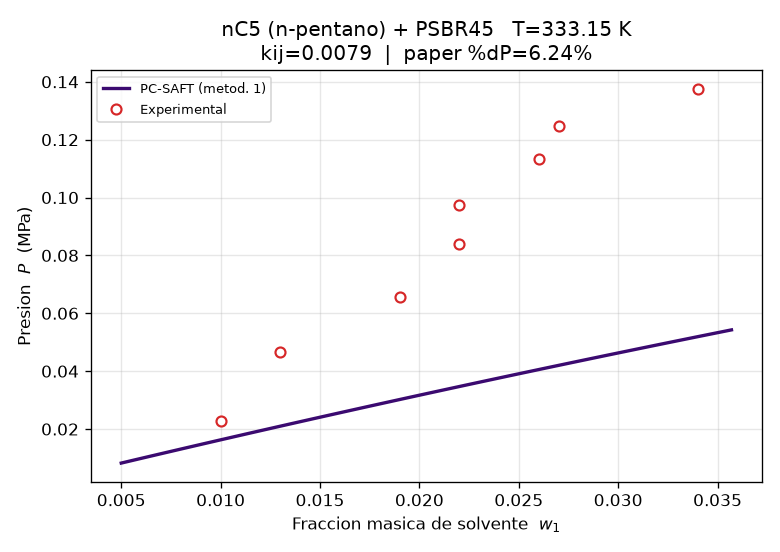 nC5 (n-pentano) + PSBR45 T=333.15 K
kij=0.0079 | paper %dP=6.24%
PC-SAFT (metod. 1)
Experimental
Presion P (MPa)
0.14
0.12
0.10
0.08
0.06
0.04
0.02
0.005 0.010 0.015 0.020 0.025 0.030 0.035
Fraccion masica de solvente w₁